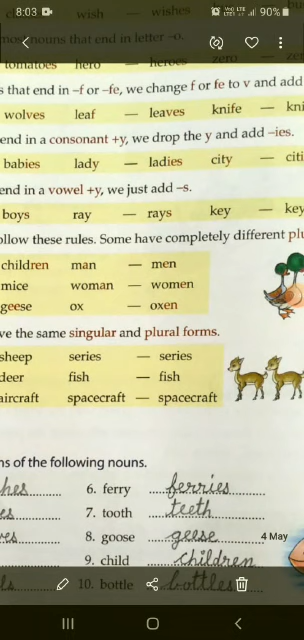 8:03 90%
wish — wishes
most nouns that end in letter –o.
tomatoes hero — heroes zero
s that end in –f or –fe, we change f or fe to v and add
wolves leaf — leaves knife — kni
end in a consonant +y, we drop the y and add –ies.
babies lady — ladies city — citi
end in a vowel +y, we just add –s.
boys ray — rays key — key
ollow these rules. Some have completely different plu
children man — men
mice woman — women
geese ox — oxen
ve the same singular and plural forms.
sheep series — series
deer fish — fish
aircraft spacecraft — spacecraft
ns of the following nouns.
hes 6. ferry ferries
es 7. tooth teeth
ves 8. goose geese 4 May
9. child children
ls 10. bottle bottles